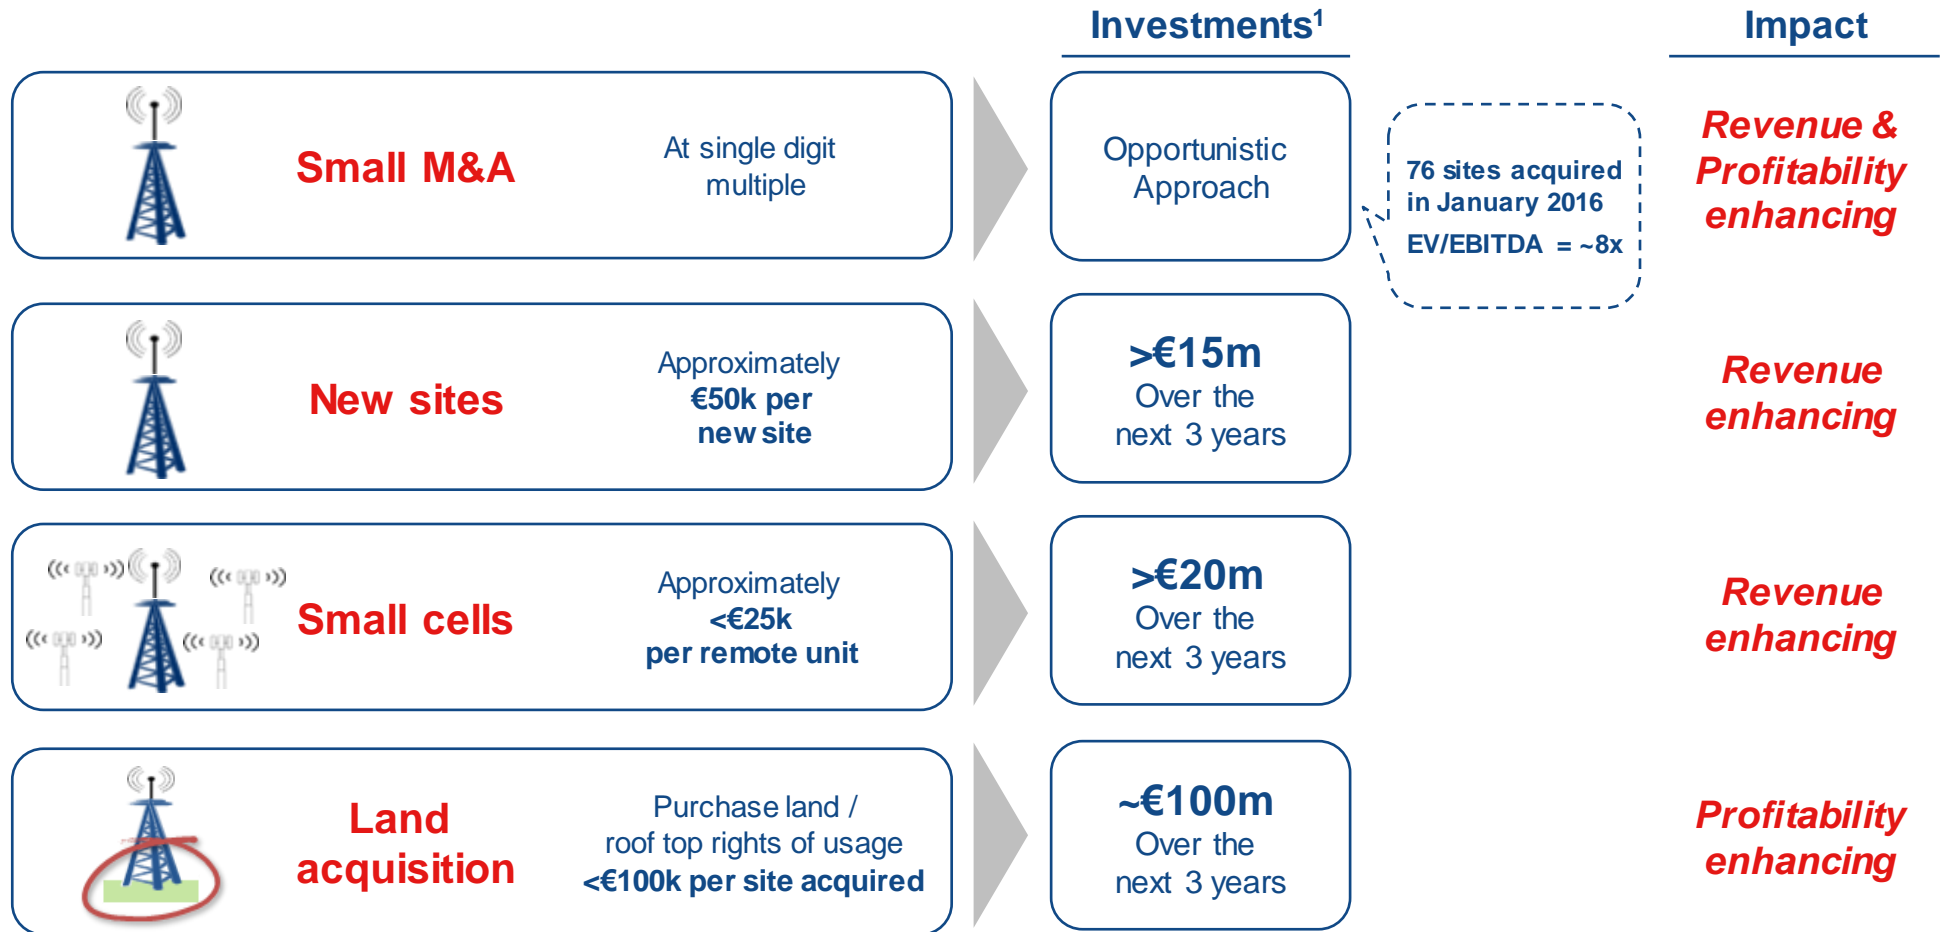 Investments1
Impact
Small M&A
At single digit
multiple
Opportunistic
Approach
76 sites acquired
in January 2016
EV/EBITDA = ~8x
Revenue &
Profitability
enhancing
New sites
Approximately
€50k per
new site
>€15m
Over the
next 3 years
Revenue
enhancing
Small cells
Approximately
<€25k
per remote unit
>€20m
Over the
next 3 years
Revenue
enhancing
Land
acquisition
Purchase land /
roof top rights of usage
<€100k per site acquired
~€100m
Over the
next 3 years
Profitability
enhancing